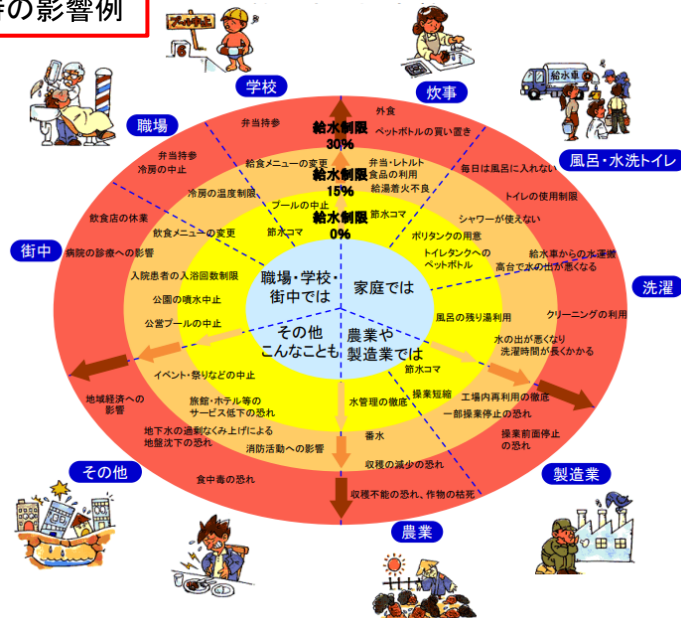 時の影響例
プール中止
6
給水車
学校
炊事
職場
風呂・水洗トイレ
街中
洗濯
その他
製造業
農業
給水制限
30%
給水制限
15%
給水制限
0%
職場・学校・
街中では
家庭では
その他
こんなことも
農業や
製造業では
弁当持参
給食メニューの変更
プールの中止
節水コマ
弁当持参
冷房の中止
冷房の温度制限
飲食店の休業
飲食メニューの変更
病院の診療への影響
入院患者の入浴回数制限
公園の噴水中止
公営プールの中止
外食
ペットボトルの買い置き
弁当・レトルト
食品の利用
給湯着火不良
節水コマ
毎日は風呂に入れない
トイレの使用制限
シャワーが使えない
ポリタンクの用意
トイレタンクへの
ペットボトル
給水車からの水運搬
高台で水の出が悪くなる
クリーニングの利用
風呂の残り湯利用
水の出が悪くなり
洗濯時間が長くかかる
節水コマ
操業短縮
工場内再利用の徹底
一部操業停止の恐れ
操業前面停止
の恐れ
水管理の徹底
番水
収穫の減少の恐れ
収穫不能の恐れ、作物の枯死
イベント・祭りなどの中止
地域経済への
影響
旅館・ホテル等の
サービス低下の恐れ
地下水の過剰なくみ上げによる
地盤沈下の恐れ
消防活動への影響
食中毒の恐れ